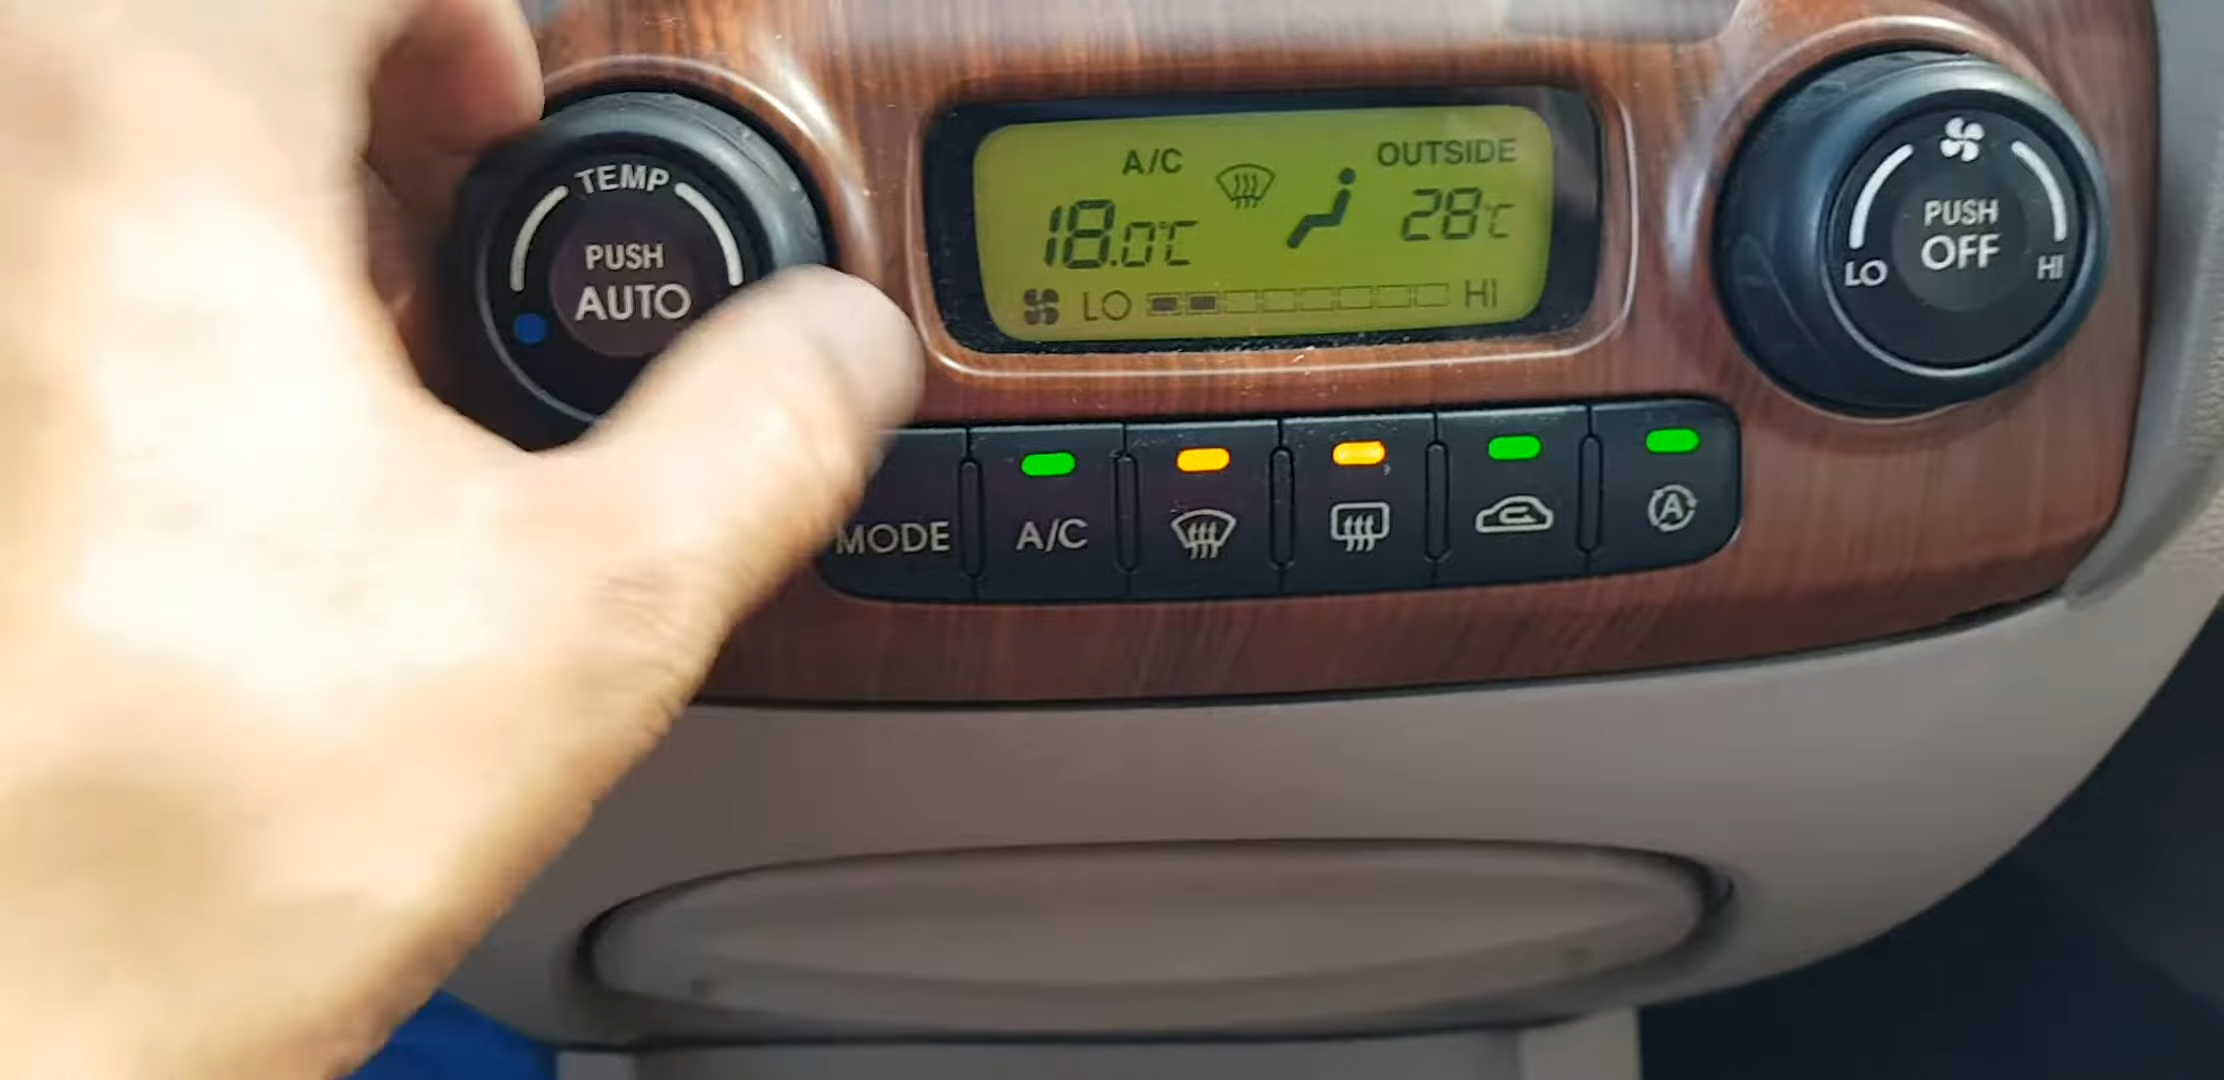 TEMP
PUSH
AUTO
A/C
OUTSIDE
18.0°C
28°C
LO
HI
PUSH
OFF
LO
HI
MODE
A/C
A